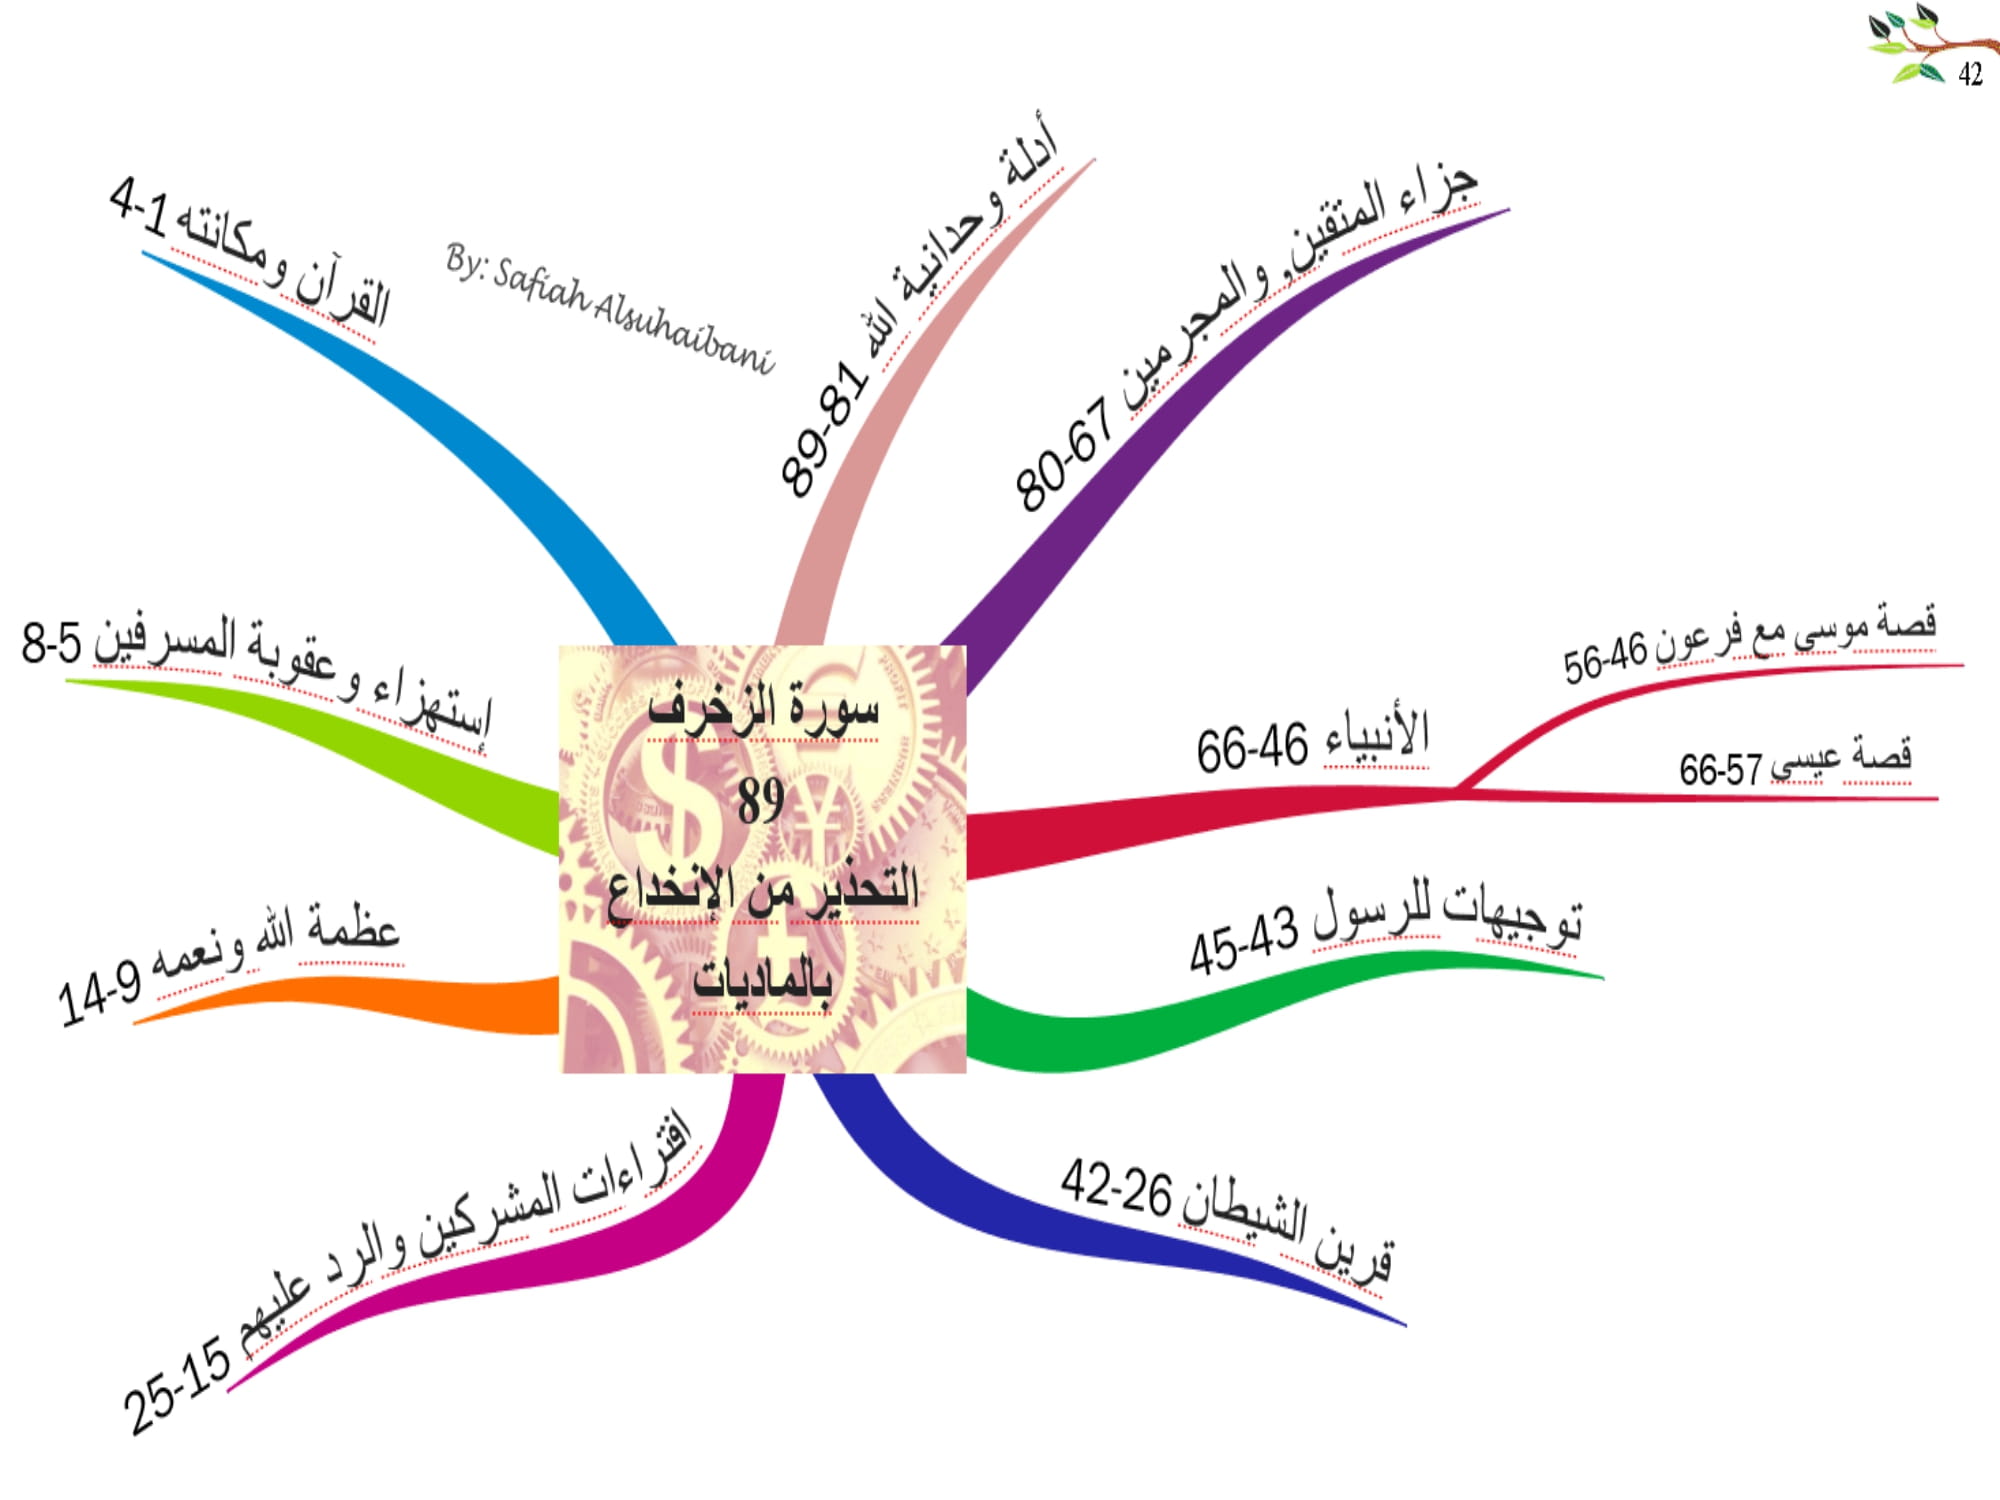 42
By: Safiah Alsuhaibani
سورة الزخرف
89
التحذير من الإنخداع
بالماديات
القرآن ومكانته 1-4
إستهزاء وعقوبة المسرفين 5-8
عظمة الله ونعمه 9-14
افتراءات المشركين والرد عليهم 15-25
قرين الشيطان 26-42
توجيهات للرسول 43-45
الأنبياء 46-66
قصة موسى مع فرعون 46-56
قصة عيسى 57-66
جزاء المتقين, والمجرمين 67-80
أدلة وحدانية الله 81-89